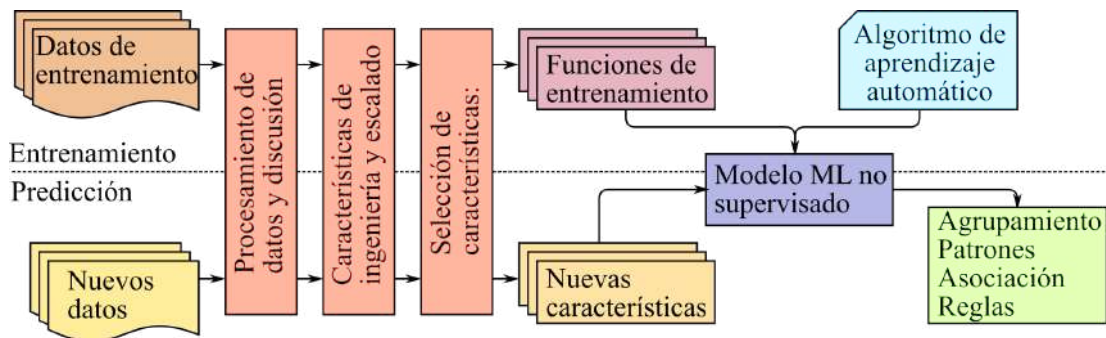 Datos de
entrenamiento
Procesamiento de
datos y discusión
Características de
ingeniería y escalado
Selección de
características:
Funciones de
entrenamiento
Algoritmo de
aprendizaje
automático
Entrenamiento
Predicción
Modelo ML no
supervisado
Nuevos
datos
Nuevas
características
Agrupamiento
Patrones
Asociación
Reglas